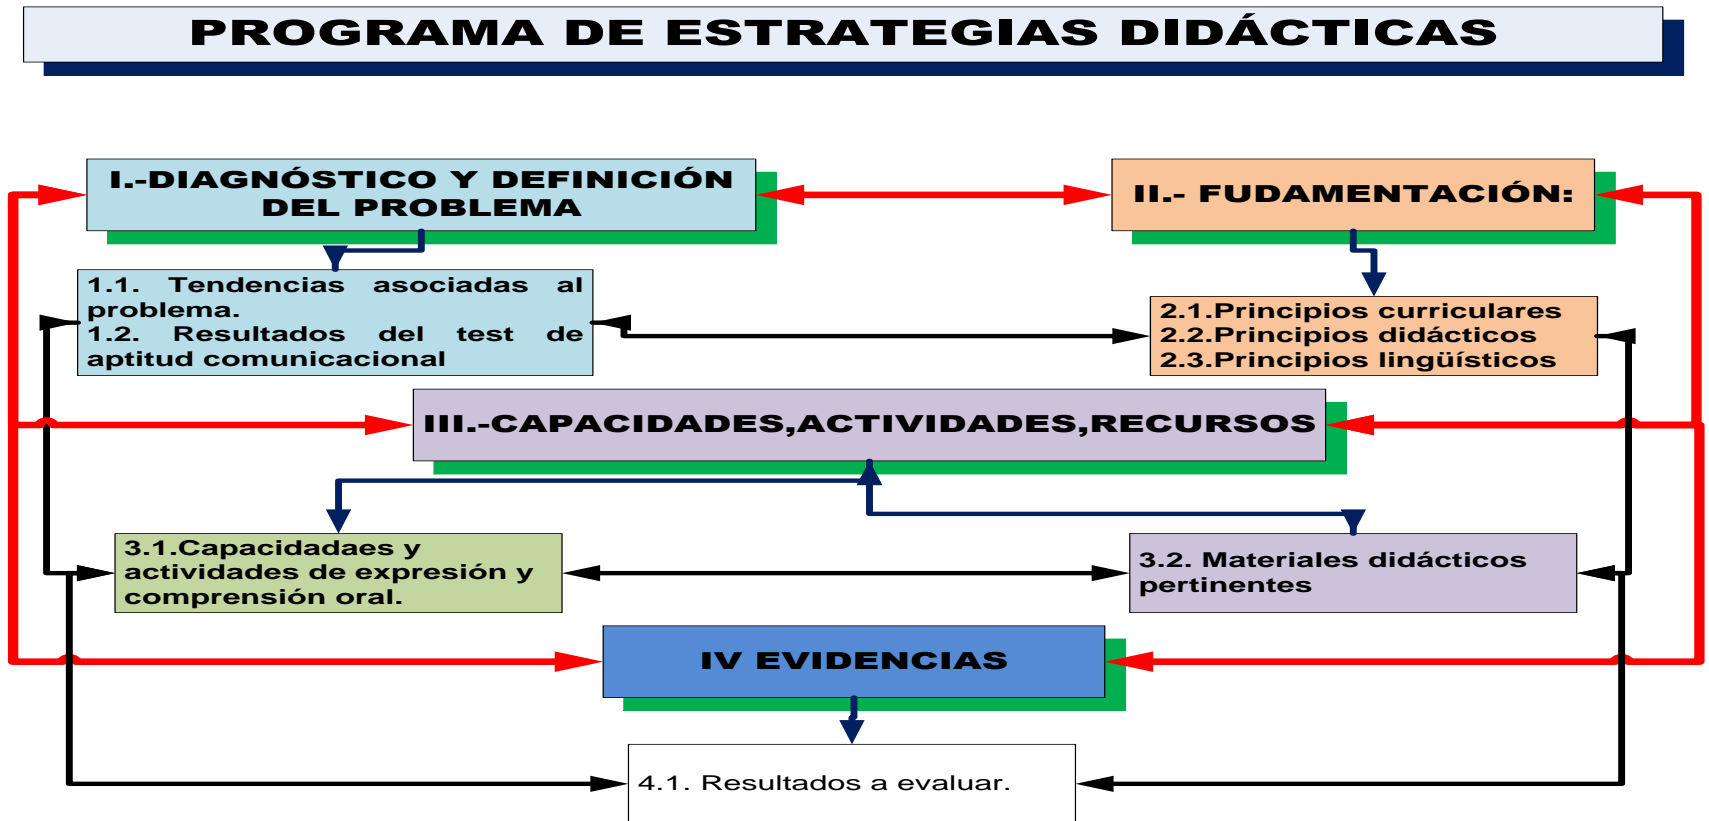 PROGRAMA DE ESTRATEGIAS DIDÁCTICAS
I.-DIAGNÓSTICO Y DEFINICIÓN
DEL PROBLEMA
II.- FUDAMENTACIÓN:
1.1. Tendencias asociadas al
problema.
1.2. Resultados del test de
aptitud comunicacional
2.1.Principios curriculares
2.2.Principios didácticos
2.3.Principios lingüísticos
III.-CAPACIDADES,ACTIVIDADES,RECURSOS
3.1.Capacidadaes y
actividades de expresión y
comprensión oral.
3.2. Materiales didácticos
pertinentes
IV EVIDENCIAS
4.1. Resultados a evaluar.